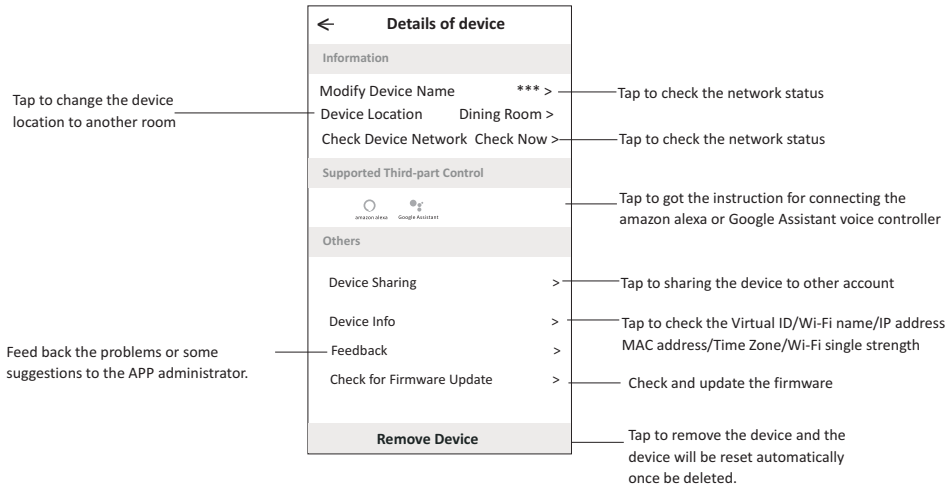 ← Details of device
Information
Modify Device Name *** >
Tap to check the network status
Tap to change the device
location to another room
Device Location Dining Room >
Check Device Network Check Now >
Tap to check the network status
Supported Third-part Control
amazon alexa Google Assistant
Tap to got the instruction for connecting the
amazon alexa or Google Assistant voice controller
Others
Device Sharing >
Tap to sharing the device to other account
Device Info >
Tap to check the Virtual ID/Wi-Fi name/IP address
MAC address/Time Zone/Wi-Fi single strength
Feed back the problems or some
suggestions to the APP administrator.
Feedback >
Check for Firmware Update >
Check and update the firmware
Remove Device
Tap to remove the device and the
device will be reset automatically
once be deleted.